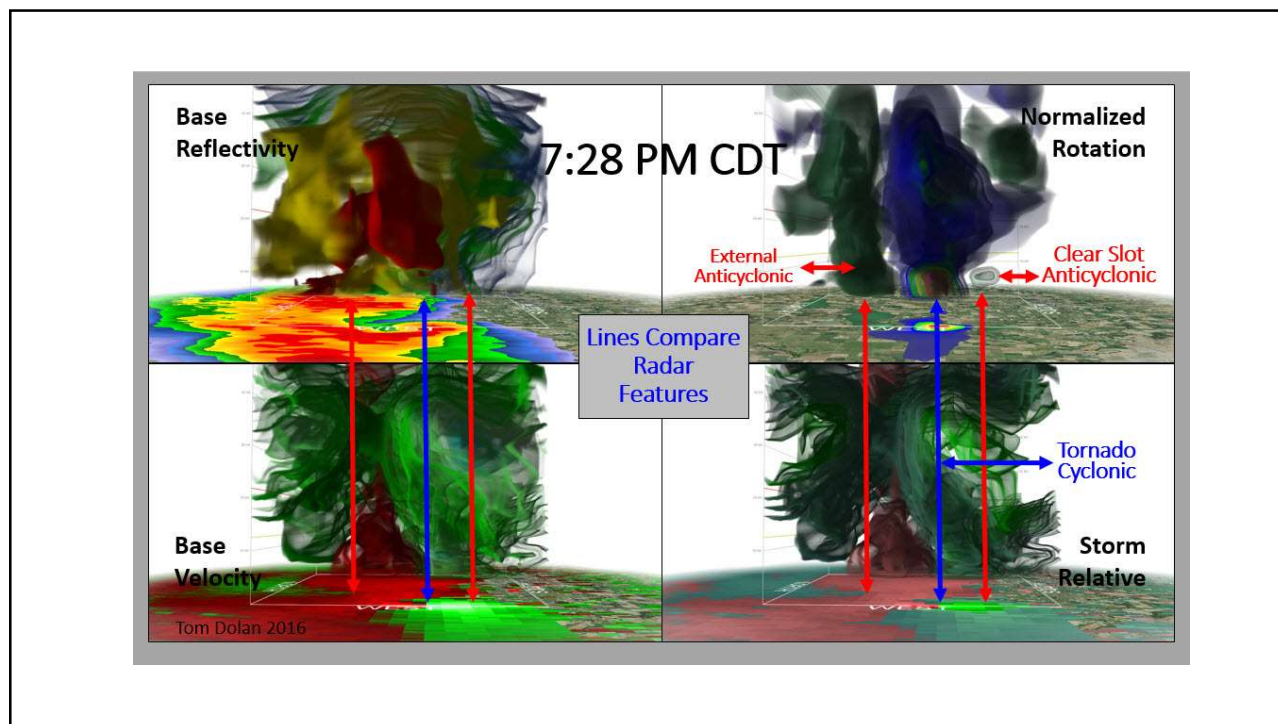 Base
Reflectivity
7:28 PM CDT
Normalized
Rotation
External
Anticyclonic
Clear Slot
Anticyclonic
Lines Compare
Radar
Features
Tornado
Cyclonic
Base
Velocity
Storm
Relative
Tom Dolan 2016